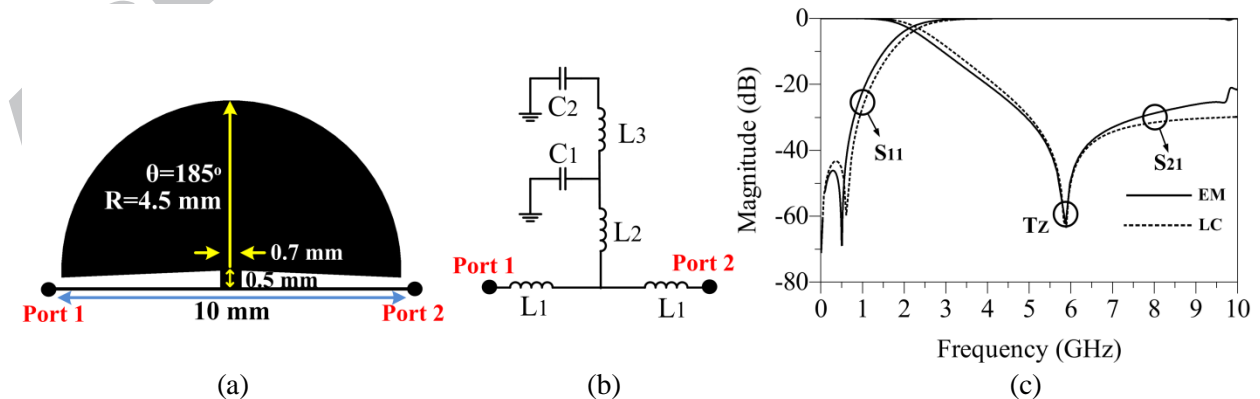 θ=185º
R=4.5 mm
0.7 mm
0.5 mm
Port 1
Port 2
10 mm
(a)
C2
L3
C1
L2
Port 1
Port 2
L1
L1
(b)
Magnitude (dB)
0
-20
-40
-60
-80
S11
S21
TZ
EM
LC
0 1 2 3 4 5 6 7 8 9 10
Frequency (GHz)
(c)